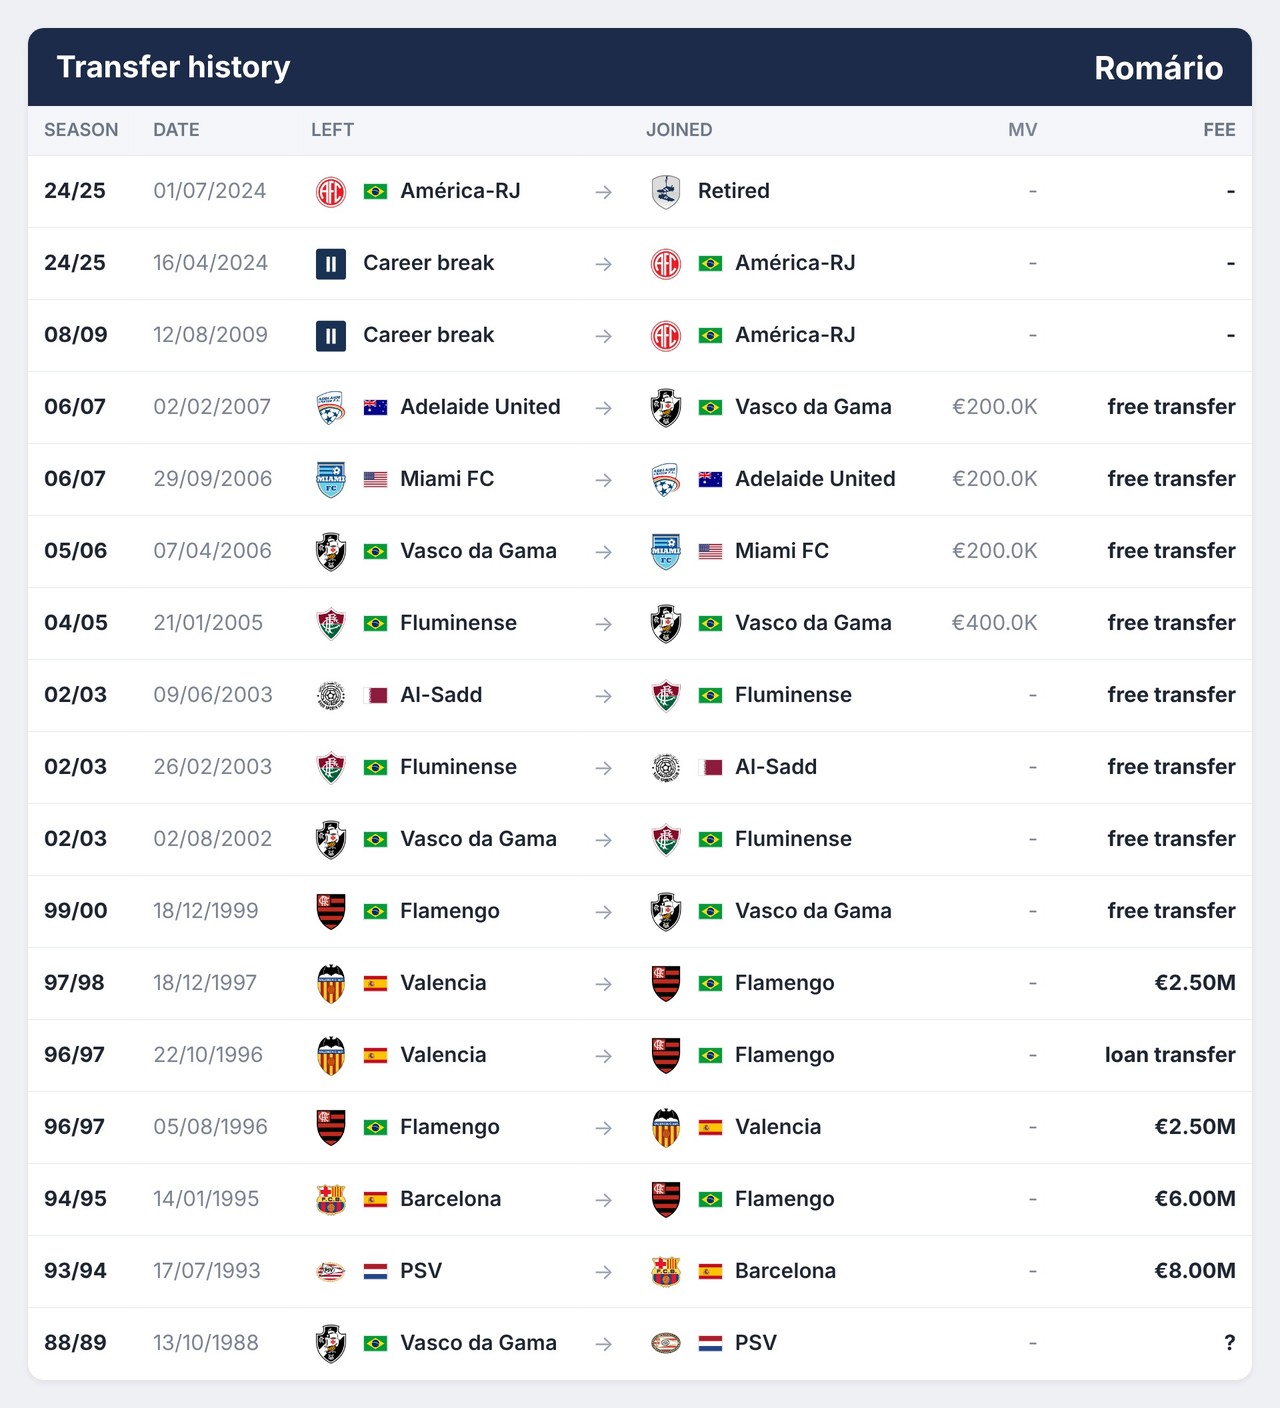 Transfer history Romário
SEASON DATE LEFT JOINED MV FEE
24/25 01/07/2024 América-RJ → Retired - -
24/25 16/04/2024 Career break → América-RJ - -
08/09 12/08/2009 Career break → América-RJ - -
06/07 02/02/2007 Adelaide United → Vasco da Gama €200.0K free transfer
06/07 29/09/2006 Miami FC → Adelaide United €200.0K free transfer
05/06 07/04/2006 Vasco da Gama → Miami FC €200.0K free transfer
04/05 21/01/2005 Fluminense → Vasco da Gama €400.0K free transfer
02/03 09/06/2003 Al-Sadd → Fluminense - free transfer
02/03 26/02/2003 Fluminense → Al-Sadd - free transfer
02/03 02/08/2002 Vasco da Gama → Fluminense - free transfer
99/00 18/12/1999 Flamengo → Vasco da Gama - free transfer
97/98 18/12/1997 Valencia → Flamengo - €2.50M
96/97 22/10/1996 Valencia → Flamengo - loan transfer
96/97 05/08/1996 Flamengo → Valencia - €2.50M
94/95 14/01/1995 Barcelona → Flamengo - €6.00M
93/94 17/07/1993 PSV → Barcelona - €8.00M
88/89 13/10/1988 Vasco da Gama → PSV - ?